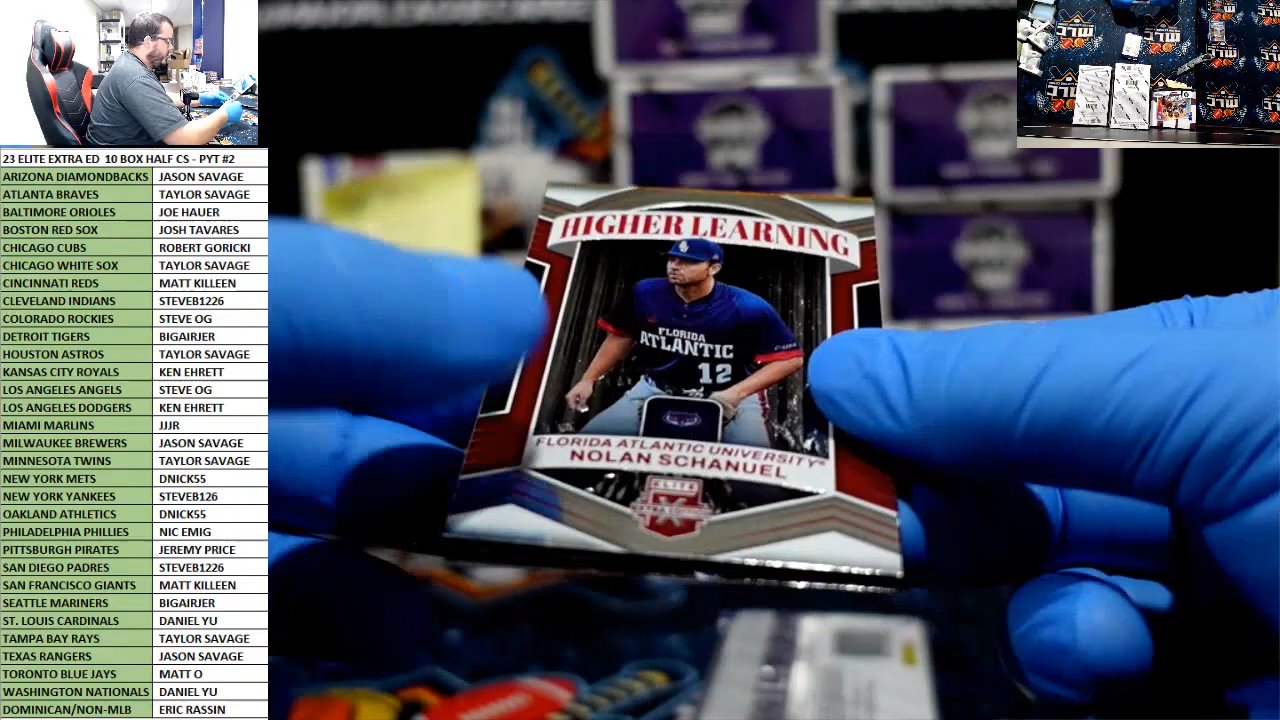 23 ELITE EXTRA ED 10 BOX HALF CS - PYT #2
ARIZONA DIAMONDBACKS JASON SAVAGE
ATLANTA BRAVES TAYLOR SAVAGE
BALTIMORE ORIOLES JOE HAUER
BOSTON RED SOX JOSH TAVARES
CHICAGO CUBS ROBERT GORICKI
CHICAGO WHITE SOX TAYLOR SAVAGE
CINCINNATI REDS MATT KILLEEN
CLEVELAND INDIANS STEVEB1226
COLORADO ROCKIES STEVE OG
DETROIT TIGERS BIGAIRJER
HOUSTON ASTROS TAYLOR SAVAGE
KANSAS CITY ROYALS KEN EHRETT
LOS ANGELES ANGELS STEVE OG
LOS ANGELES DODGERS KEN EHRETT
MIAMI MARLINS JJJR
MILWAUKEE BREWERS JASON SAVAGE
MINNESOTA TWINS TAYLOR SAVAGE
NEW YORK METS DNICK55
NEW YORK YANKEES STEVEB126
OAKLAND ATHLETICS DNICK55
PHILADELPHIA PHILLIES NIC EMIG
PITTSBURGH PIRATES JEREMY PRICE
SAN DIEGO PADRES STEVEB1226
SAN FRANCISCO GIANTS MATT KILLEEN
SEATTLE MARINERS BIGAIRJER
ST. LOUIS CARDINALS DANIEL YU
TAMPA BAY RAYS TAYLOR SAVAGE
TEXAS RANGERS JASON SAVAGE
TORONTO BLUE JAYS MATT O
WASHINGTON NATIONALS DANIEL YU
DOMINICAN/NON-MLB ERIC RASSIN
HIGHER LEARNING
FLORIDA
ATLANTIC
12
FLORIDA ATLANTIC UNIVERSITY®
NOLAN SCHANUEL
ELITE
EXTRA EDITION